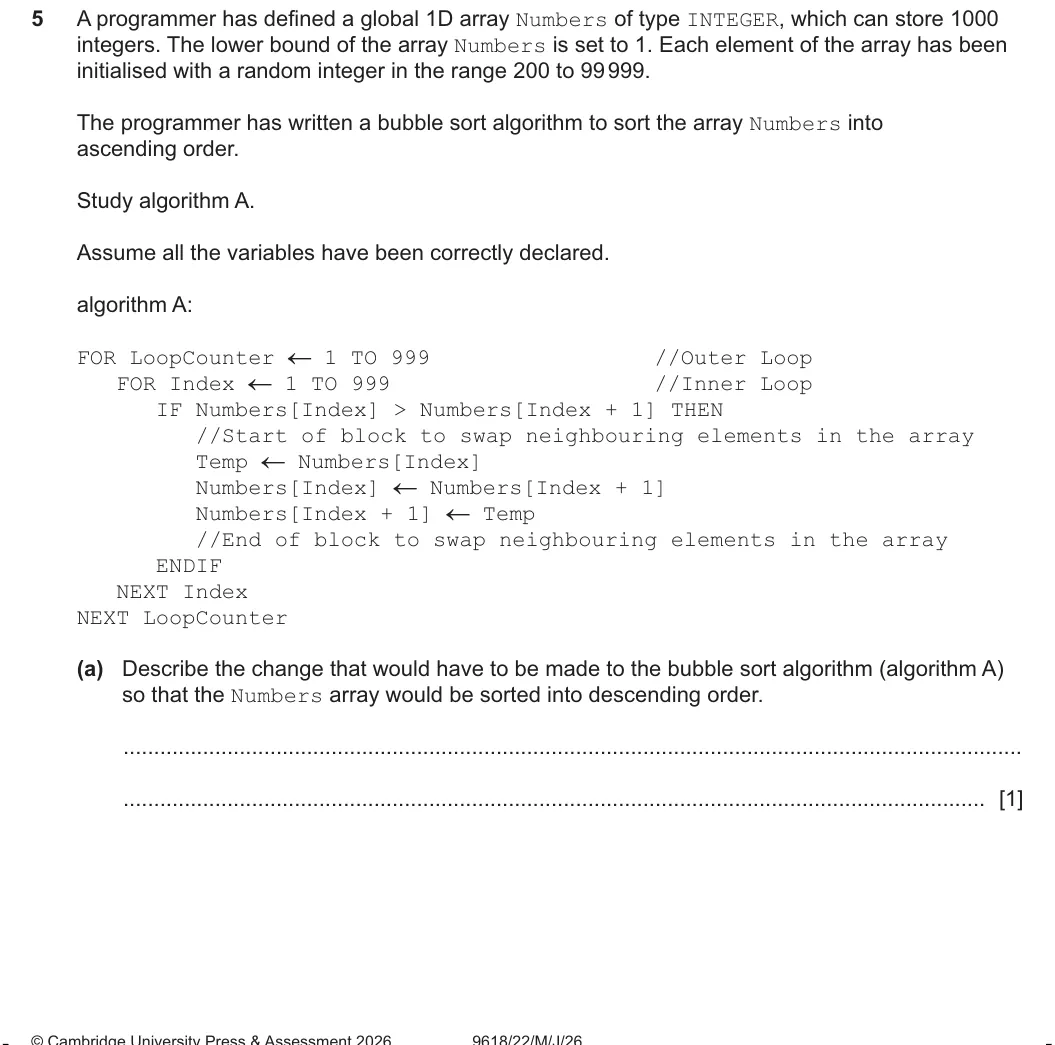 5 A programmer has defined a global 1D array Numbers of type INTEGER, which can store 1000
integers. The lower bound of the array Numbers is set to 1. Each element of the array has been
initialised with a random integer in the range 200 to 99999.
The programmer has written a bubble sort algorithm to sort the array Numbers into
ascending order.
Study algorithm A.
Assume all the variables have been correctly declared.
algorithm A:
FOR LoopCounter ← 1 TO 999 //Outer Loop
FOR Index ← 1 TO 999 //Inner Loop
IF Numbers[Index] > Numbers[Index + 1] THEN
//Start of block to swap neighbouring elements in the array
Temp ← Numbers[Index]
Numbers[Index] ← Numbers[Index + 1]
Numbers[Index + 1] ← Temp
//End of block to swap neighbouring elements in the array
ENDIF
NEXT Index
NEXT LoopCounter
(a) Describe the change that would have to be made to the bubble sort algorithm (algorithm A)
so that the Numbers array would be sorted into descending order.
[1]
© Cambridge University Press & Assessment 2026 9618/22/M/J/26